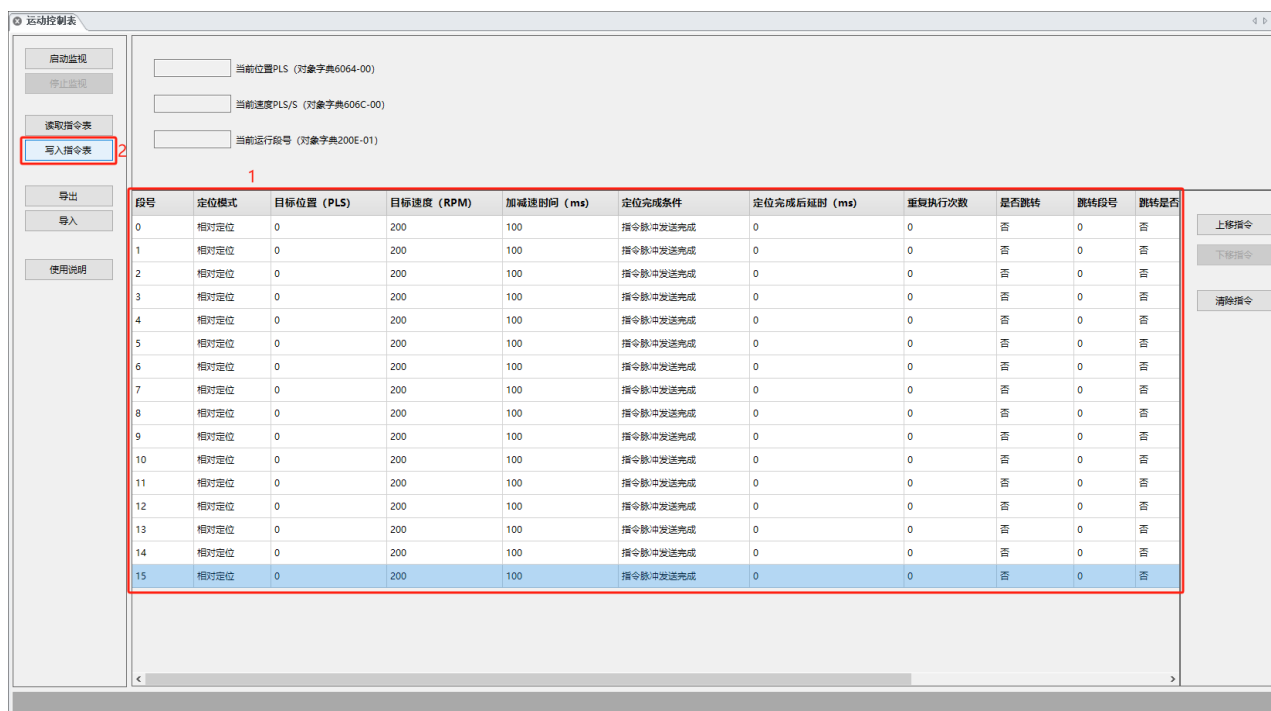 运动控制表
启动监视
停止监视
读取指令表
写入指令表
2
导出
导入
使用说明
当前位置PLS（对象字典6064-00）
当前速度PLS/S（对象字典606C-00）
当前运行段号（对象字典200E-01）
1
段号 定位模式 目标位置（PLS） 目标速度（RPM） 加减速时间（ms） 定位完成条件 定位完成后延时（ms） 重复执行次数 是否跳转 跳转段号 跳转是否
0 相对定位 0 200 100 指令脉冲发送完成 0 0 否 0 否
1 相对定位 0 200 100 指令脉冲发送完成 0 0 否 0 否
2 相对定位 0 200 100 指令脉冲发送完成 0 0 否 0 否
3 相对定位 0 200 100 指令脉冲发送完成 0 0 否 0 否
4 相对定位 0 200 100 指令脉冲发送完成 0 0 否 0 否
5 相对定位 0 200 100 指令脉冲发送完成 0 0 否 0 否
6 相对定位 0 200 100 指令脉冲发送完成 0 0 否 0 否
7 相对定位 0 200 100 指令脉冲发送完成 0 0 否 0 否
8 相对定位 0 200 100 指令脉冲发送完成 0 0 否 0 否
9 相对定位 0 200 100 指令脉冲发送完成 0 0 否 0 否
10 相对定位 0 200 100 指令脉冲发送完成 0 0 否 0 否
11 相对定位 0 200 100 指令脉冲发送完成 0 0 否 0 否
12 相对定位 0 200 100 指令脉冲发送完成 0 0 否 0 否
13 相对定位 0 200 100 指令脉冲发送完成 0 0 否 0 否
14 相对定位 0 200 100 指令脉冲发送完成 0 0 否 0 否
15 相对定位 0 200 100 指令脉冲发送完成 0 0 否 0 否
上移指令
下移指令
清除指令